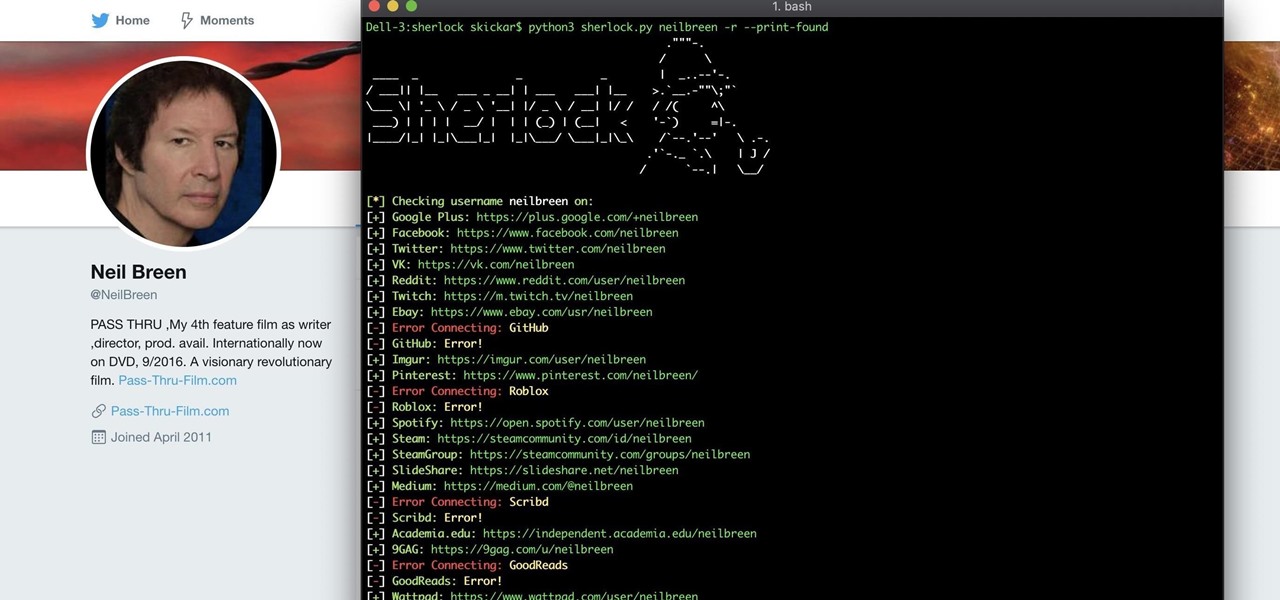 Home
Moments
Neil Breen
@NeilBreen
PASS THRU ,My 4th feature film as writer
,director, prod. avail. Internationally now
on DVD, 9/2016. A visionary revolutionary
film. Pass-Thru-Film.com
Pass-Thru-Film.com
Joined April 2011
1. bash
Dell-3:sherlock skickar$ python3 sherlock.py neilbreen -r --print-found
Sherlock
[*] Checking username neilbreen on:
[+] Google Plus: https://plus.google.com/+neilbreen
[+] Facebook: https://www.facebook.com/neilbreen
[+] Twitter: https://www.twitter.com/neilbreen
[+] VK: https://vk.com/neilbreen
[+] Reddit: https://www.reddit.com/user/neilbreen
[+] Twitch: https://m.twitch.tv/neilbreen
[+] Ebay: https://www.ebay.com/usr/neilbreen
[-] Error Connecting: GitHub
[-] GitHub: Error!
[+] Imgur: https://imgur.com/user/neilbreen
[+] Pinterest: https://www.pinterest.com/neilbreen/
[-] Error Connecting: Roblox
[-] Roblox: Error!
[+] Spotify: https://open.spotify.com/user/neilbreen
[+] Steam: https://steamcommunity.com/id/neilbreen
[+] SteamGroup: https://steamcommunity.com/groups/neilbreen
[+] SlideShare: https://slideshare.net/neilbreen
[+] Medium: https://medium.com/@neilbreen
[-] Error Connecting: Scribd
[-] Scribd: Error!
[+] Academia.edu: https://independent.academia.edu/neilbreen
[+] 9GAG: https://9gag.com/u/neilbreen
[-] Error Connecting: GoodReads
[-] GoodReads: Error!
[+] Wattpad: https://www.wattpad.com/user/neilbreen